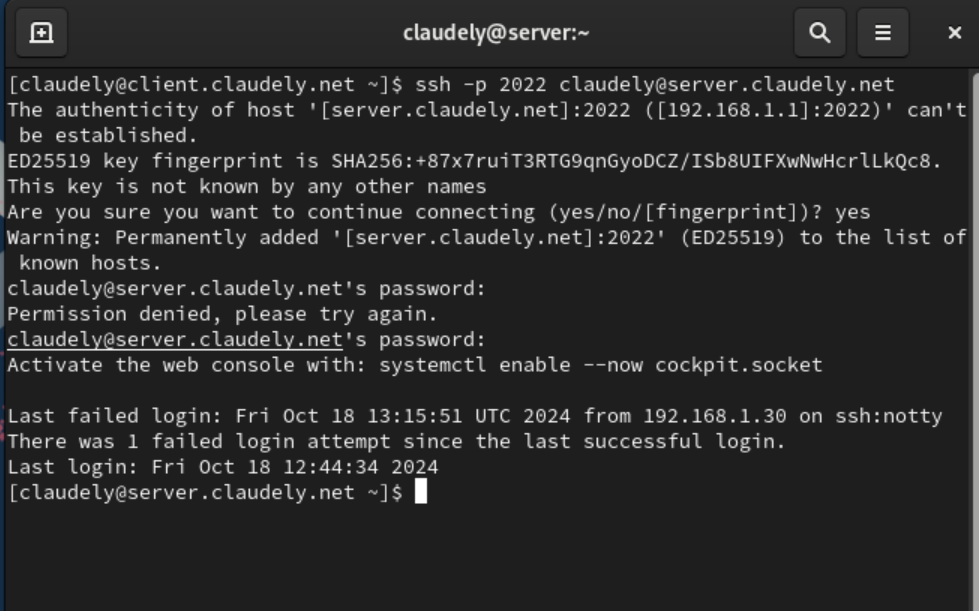 claudely@server:~
[claudely@client.claudely.net ~]$ ssh -p 2022 claudely@server.claudely.net
The authenticity of host '[server.claudely.net]:2022 ([192.168.1.1]:2022)' can't
be established.
ED25519 key fingerprint is SHA256:+87x7ruiT3RTG9qnGyoDCZ/ISb8UIFXwNwHcrlLkQc8.
This key is not known by any other names
Are you sure you want to continue connecting (yes/no/[fingerprint])? yes
Warning: Permanently added '[server.claudely.net]:2022' (ED25519) to the list of
known hosts.
claudely@server.claudely.net's password:
Permission denied, please try again.
claudely@server.claudely.net's password:
Activate the web console with: systemctl enable --now cockpit.socket
Last failed login: Fri Oct 18 13:15:51 UTC 2024 from 192.168.1.30 on ssh:notty
There was 1 failed login attempt since the last successful login.
Last login: Fri Oct 18 12:44:34 2024
[claudely@server.claudely.net ~]$